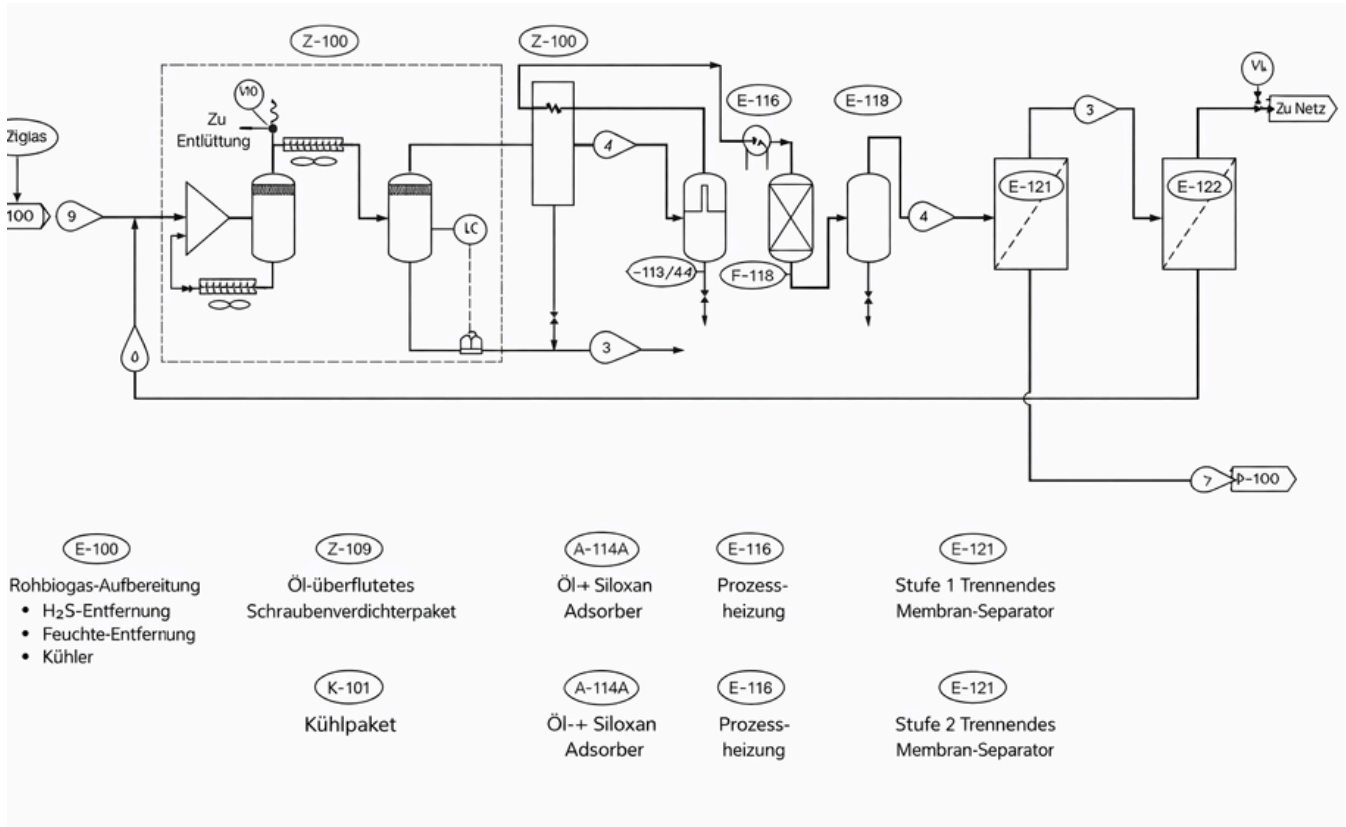 Z-100
Z-100
V10
Zu
Entlüttung
E-116
E-118
Zu Netz
Ziglas
100
9
4
3
E-121
E-122
4
LC
-113/44
F-118
0
3
7
-100
E-100
Rohbiogas-Aufbereitung
• H₂S-Entfernung
• Feuchte-Entfernung
• Kühler
Z-109
Öl-überflutetes
Schraubenverdichterpaket
A-114A
Öl-+ Siloxan
Adsorber
E-116
Prozess-
heizung
E-121
Stufe 1 Trennendes
Membran-Separator
K-101
Kühlpaket
A-114A
Öl-+ Siloxan
Adsorber
E-116
Prozess-
heizung
E-121
Stufe 2 Trennendes
Membran-Separator